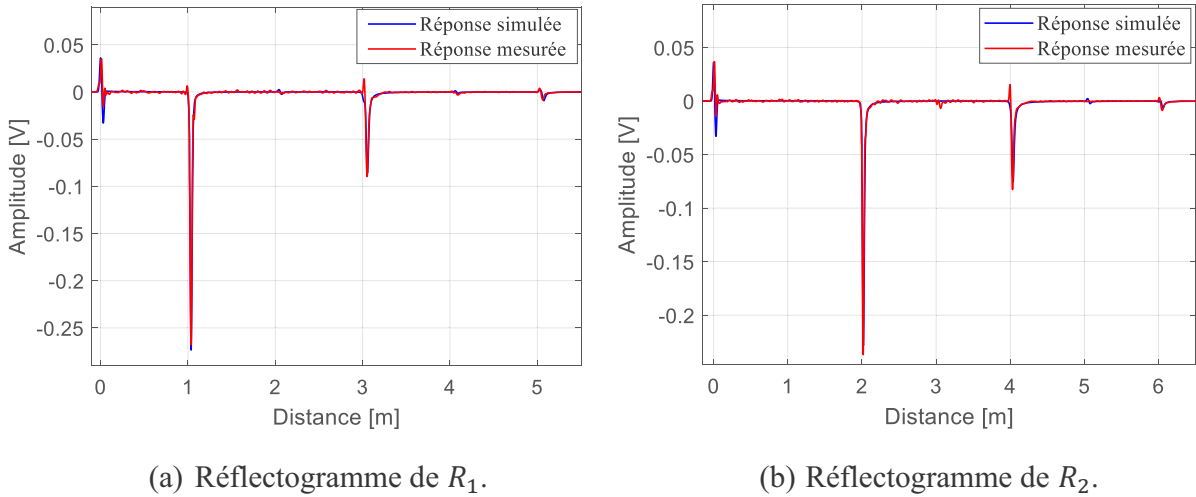 Réponse simulée
Réponse mesurée
0.05
0
-0.05
-0.1
-0.15
-0.2
-0.25
Amplitude [V]
0 1 2 3 4 5
Distance [m]
(a) Réflectogramme de R₁.
Réponse simulée
Réponse mesurée
0.05
0
-0.05
-0.1
-0.15
-0.2
Amplitude [V]
0 1 2 3 4 5 6
Distance [m]
(b) Réflectogramme de R₂.